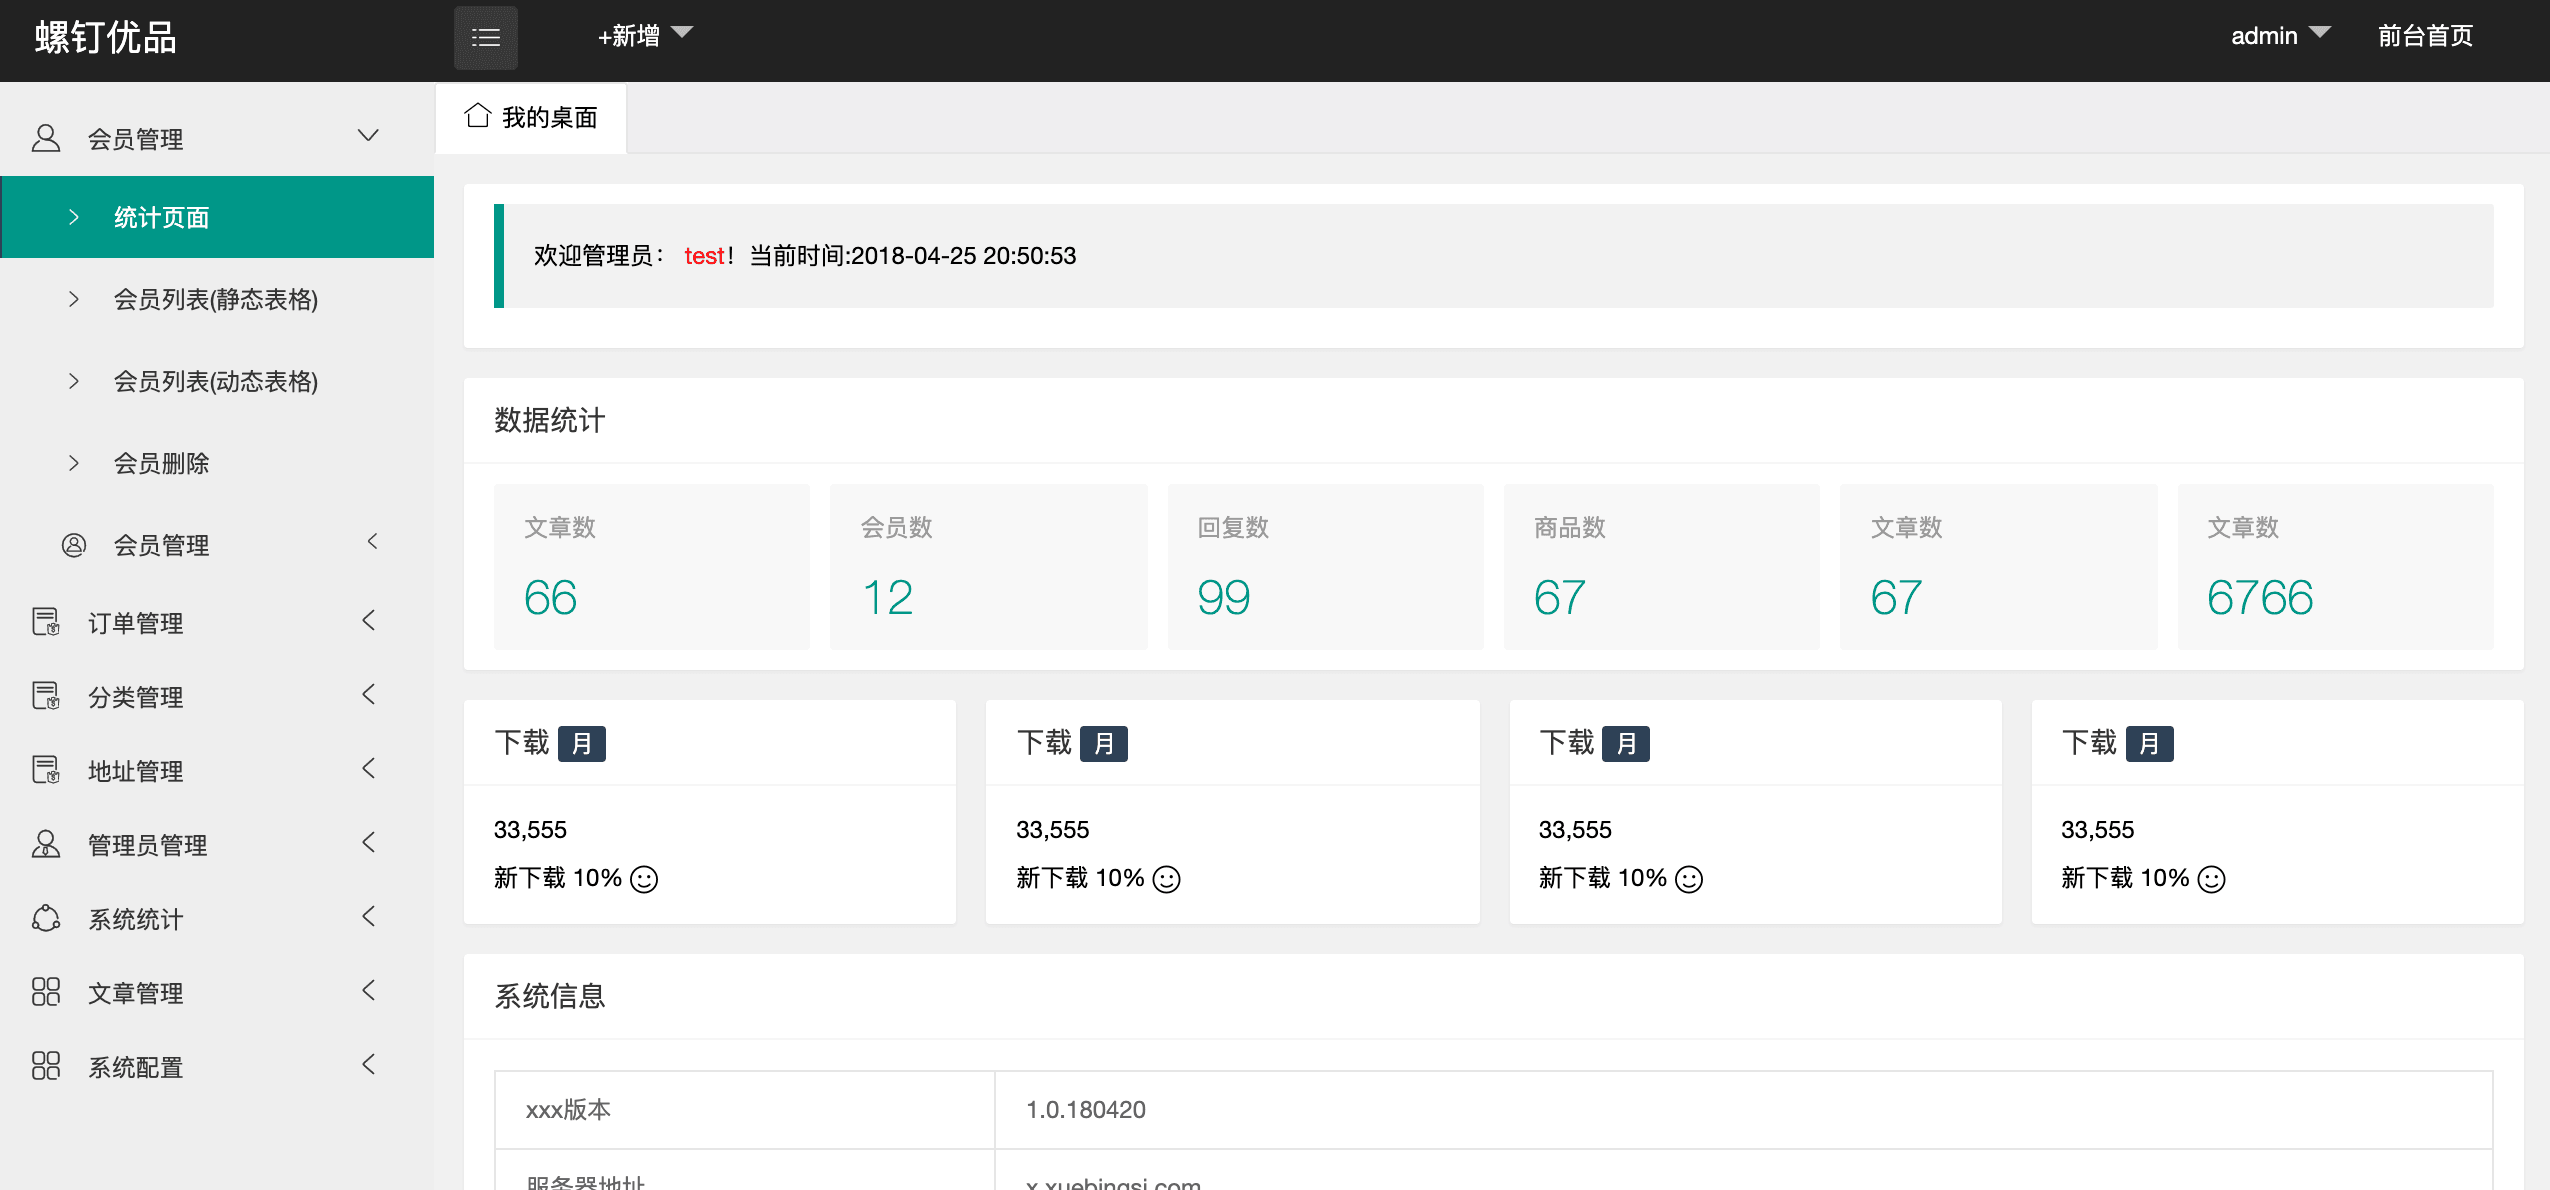 螺钉优品
+新增
admin
前台首页
会员管理
统计页面
会员列表(静态表格)
会员列表(动态表格)
会员删除
会员管理
订单管理
分类管理
地址管理
管理员管理
系统统计
文章管理
系统配置
我的桌面
欢迎管理员： test！当前时间:2018-04-25 20:50:53
数据统计
文章数
66
会员数
12
回复数
99
商品数
67
文章数
67
文章数
6766
下载 月
33,555
新下载 10%
下载 月
33,555
新下载 10%
下载 月
33,555
新下载 10%
下载 月
33,555
新下载 10%
系统信息
xxx版本 1.0.180420
服务器地址 x.xuebingsi.com